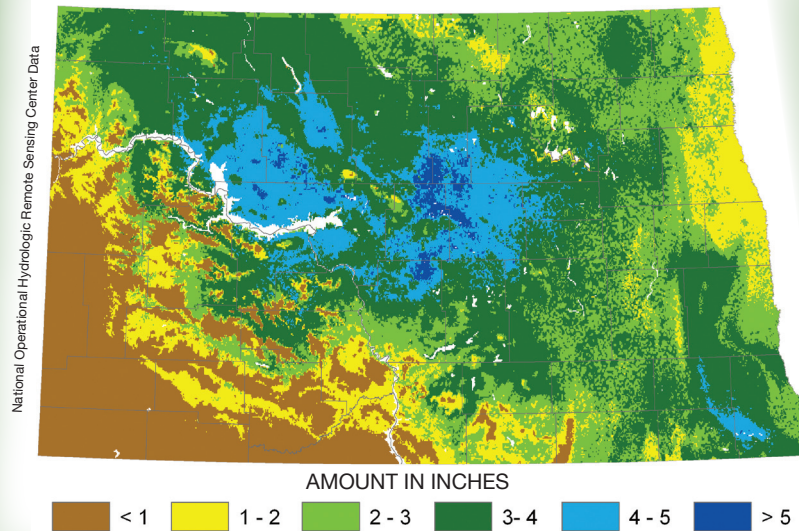 National Operational Hydrologic Remote Sensing Center Data
AMOUNT IN INCHES
< 1 1 - 2 2 - 3 3- 4 4 - 5 > 5